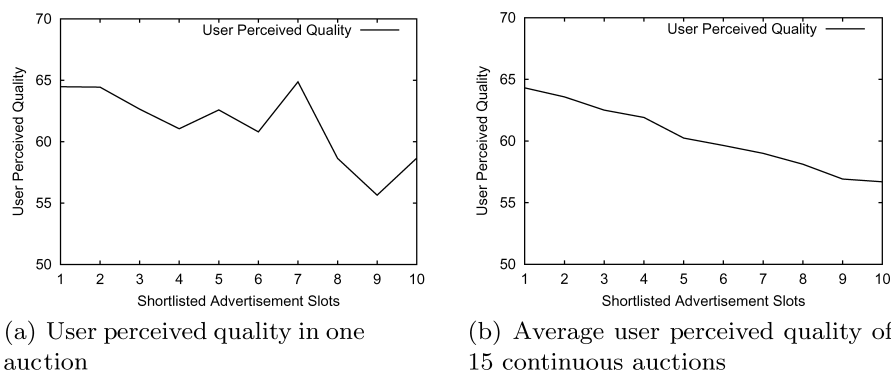 User Perceived Quality
70
65
60
55
50
User Perceived Quality
1 2 3 4 5 6 7 8 9 10
Shortlisted Advertisement Slots
(a) User perceived quality in one
auction
User Perceived Quality
70
65
60
55
50
User Perceived Quality
1 2 3 4 5 6 7 8 9 10
Shortlisted Advertisement Slots
(b) Average user perceived quality of
15 continuous auctions